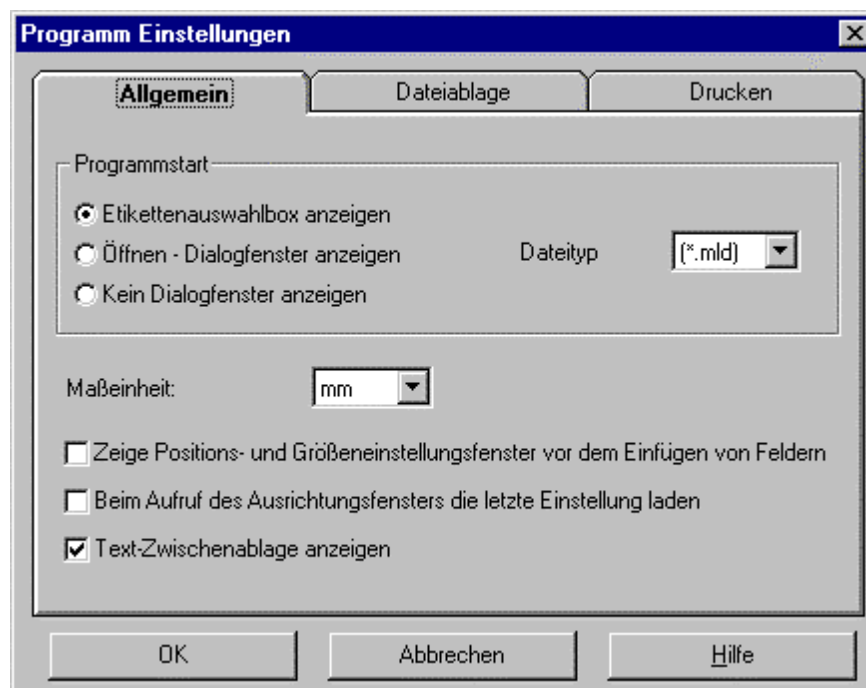 Programm Einstellungen
Allgemein
Dateiablage
Drucken
Programmstart
Etikettenauswahlbox anzeigen
Öffnen - Dialogfenster anzeigen
Dateityp
(*.mld)
Kein Dialogfenster anzeigen
Maßeinheit:
mm
Zeige Positions- und Größeneinstellungsfenster vor dem Einfügen von Feldern
Beim Aufruf des Ausrichtungsfensters die letzte Einstellung laden
Text-Zwischenablage anzeigen
OK
Abbrechen
Hilfe